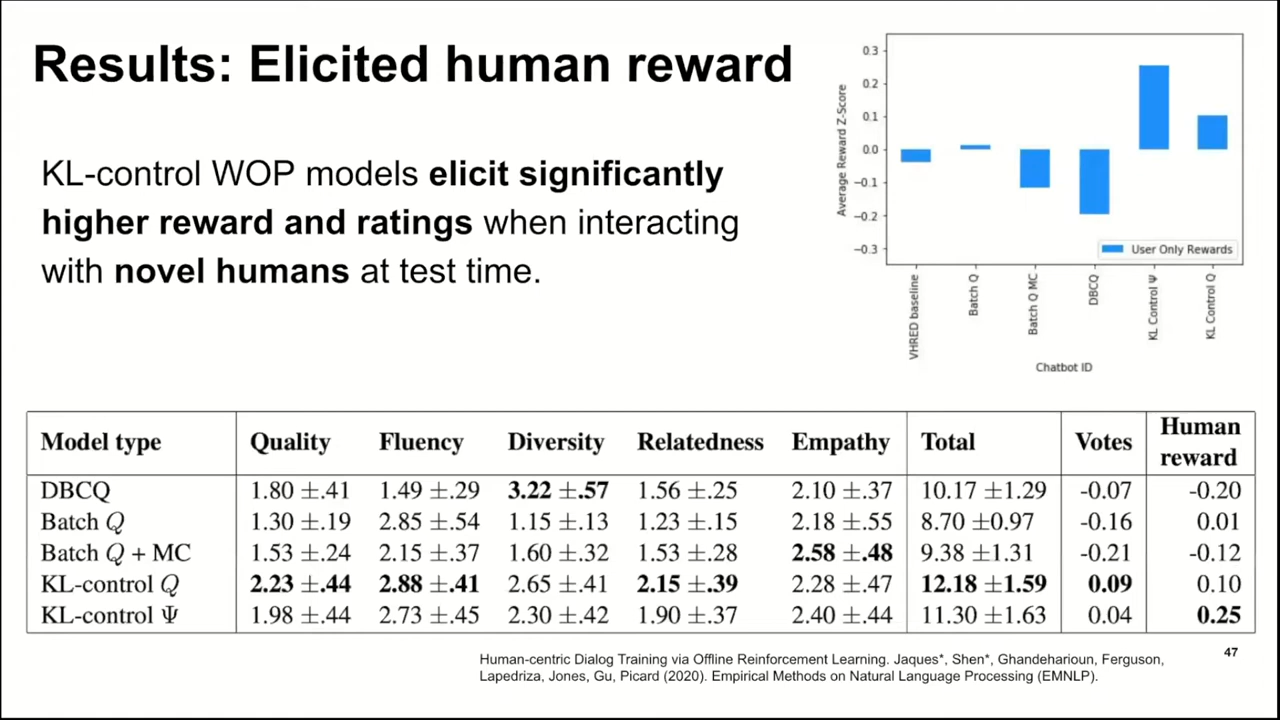 Results: Elicited human reward
KL-control WOP models elicit significantly
higher reward and ratings when interacting
with novel humans at test time.
Average Reward Z-Score
0.3
0.2
0.1
0.0
−0.1
−0.2
−0.3
User Only Rewards
VHRED baseline
Batch Q
Batch Q MC
DBCQ
KL Control Ψ
KL Control Q
Chatbot ID
Model type Quality Fluency Diversity Relatedness Empathy Total Votes Human reward
DBCQ 1.80 ±.41 1.49 ±.29 3.22 ±.57 1.56 ±.25 2.10 ±.37 10.17 ±1.29 -0.07 -0.20
Batch Q 1.30 ±.19 2.85 ±.54 1.15 ±.13 1.23 ±.15 2.18 ±.55 8.70 ±0.97 -0.16 0.01
Batch Q + MC 1.53 ±.24 2.15 ±.37 1.60 ±.32 1.53 ±.28 2.58 ±.48 9.38 ±1.31 -0.21 -0.12
KL-control Q 2.23 ±.44 2.88 ±.41 2.65 ±.41 2.15 ±.39 2.28 ±.47 12.18 ±1.59 0.09 0.10
KL-control Ψ 1.98 ±.44 2.73 ±.45 2.30 ±.42 1.90 ±.37 2.40 ±.44 11.30 ±1.63 0.04 0.25
Human-centric Dialog Training via Offline Reinforcement Learning. Jaques*, Shen*, Ghandeharioun, Ferguson,
Lapedriza, Jones, Gu, Picard (2020). Empirical Methods on Natural Language Processing (EMNLP).
47